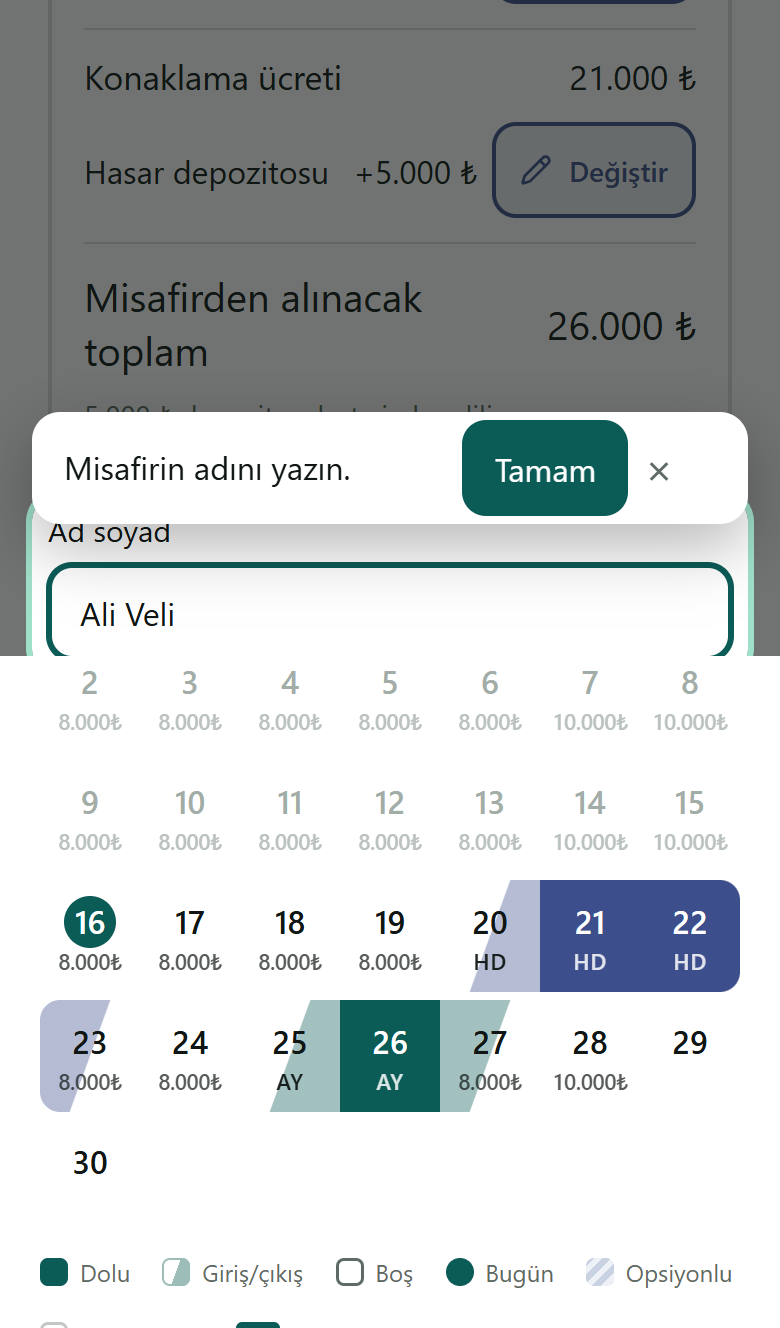 Konaklama ücreti 21.000 ₺
Hasar depozitosu +5.000 ₺ Değiştir
Misafirden alınacak
toplam
26.000 ₺
Misafirin adını yazın. Tamam ×
Ad soyad
Ali Veli
2 3 4 5 6 7 8
8.000₺ 8.000₺ 8.000₺ 8.000₺ 8.000₺ 10.000₺ 10.000₺
9 10 11 12 13 14 15
8.000₺ 8.000₺ 8.000₺ 8.000₺ 8.000₺ 10.000₺ 10.000₺
16 17 18 19 20 21 22
8.000₺ 8.000₺ 8.000₺ 8.000₺ HD HD HD
23 24 25 26 27 28 29
8.000₺ 8.000₺ AY AY 8.000₺ 10.000₺
30
Dolu Giriş/çıkış Boş Bugün Opsiyonlu